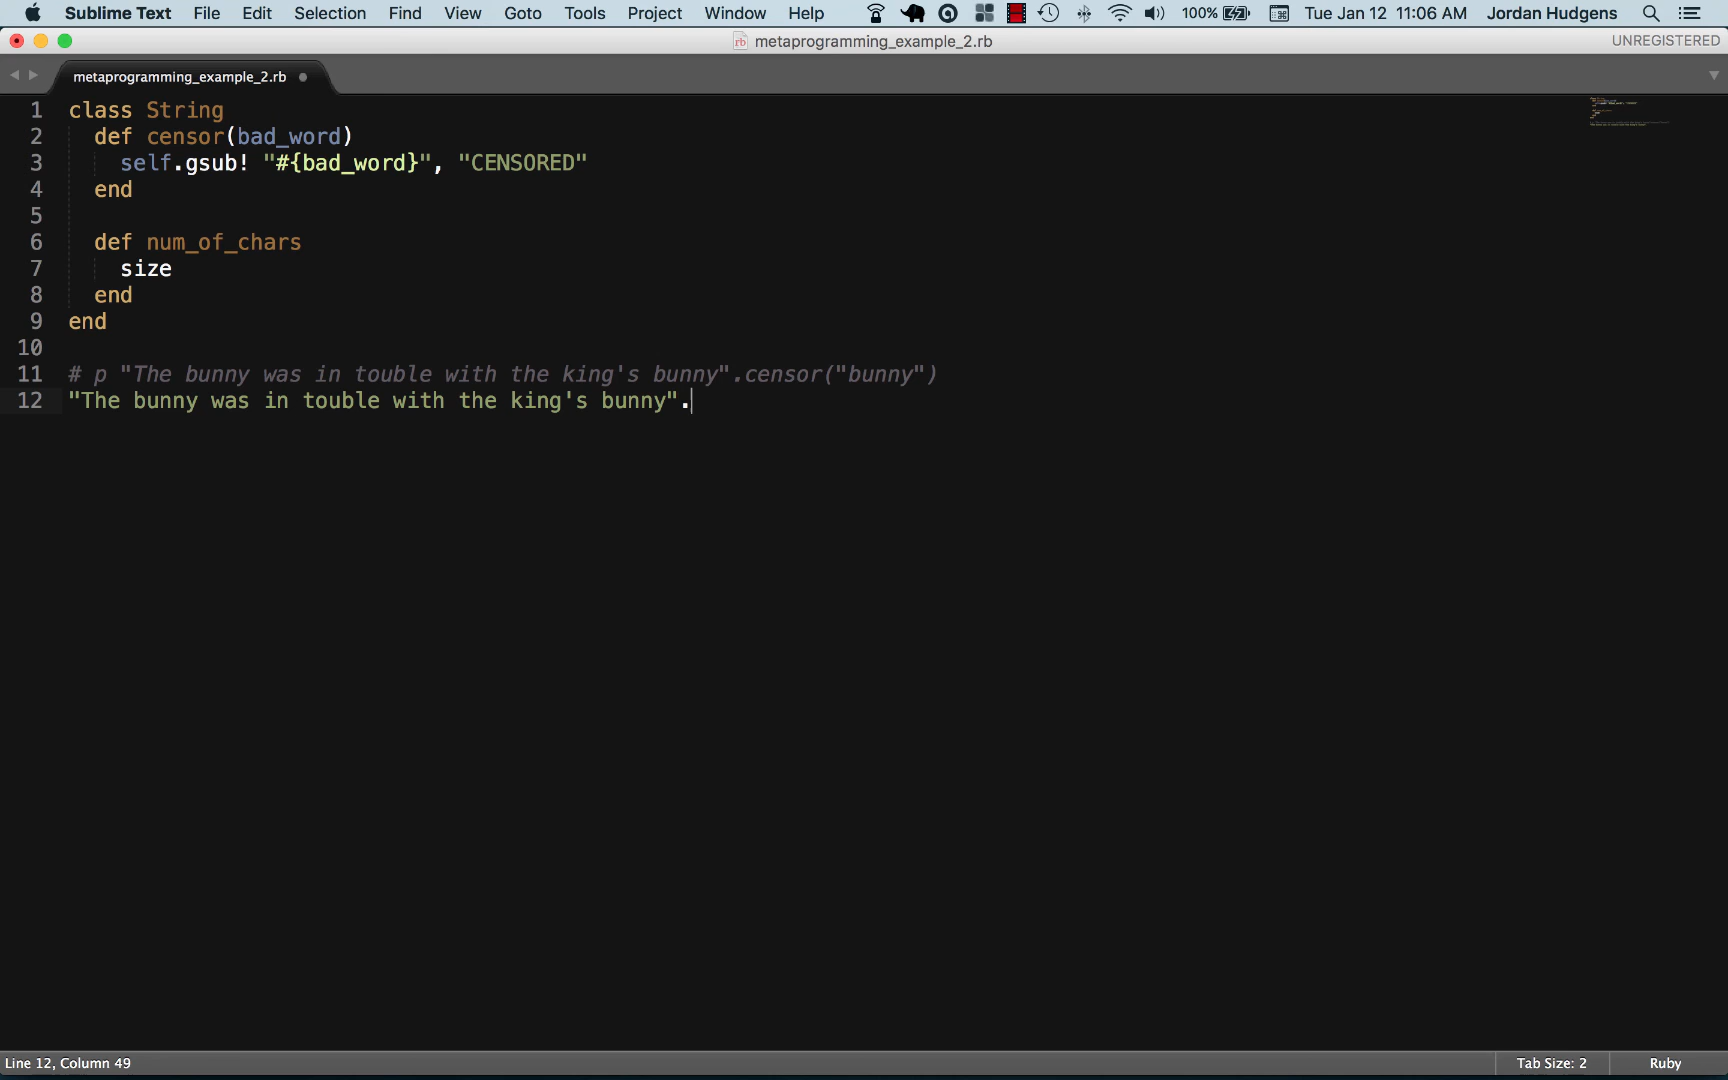 Sublime Text File Edit Selection Find View Goto Tools Project Window Help 100% Tue Jan 12 11:06 AM Jordan Hudgens
rb metaprogramming_example_2.rb UNREGISTERED
metaprogramming_example_2.rb
1 class String
2 def censor(bad_word)
3 self.gsub! "#{bad_word}", "CENSORED"
4 end
5
6 def num_of_chars
7 size
8 end
9 end
10
11 # p "The bunny was in touble with the king's bunny".censor("bunny")
12 "The bunny was in touble with the king's bunny".
Line 12, Column 49 Tab Size: 2 Ruby